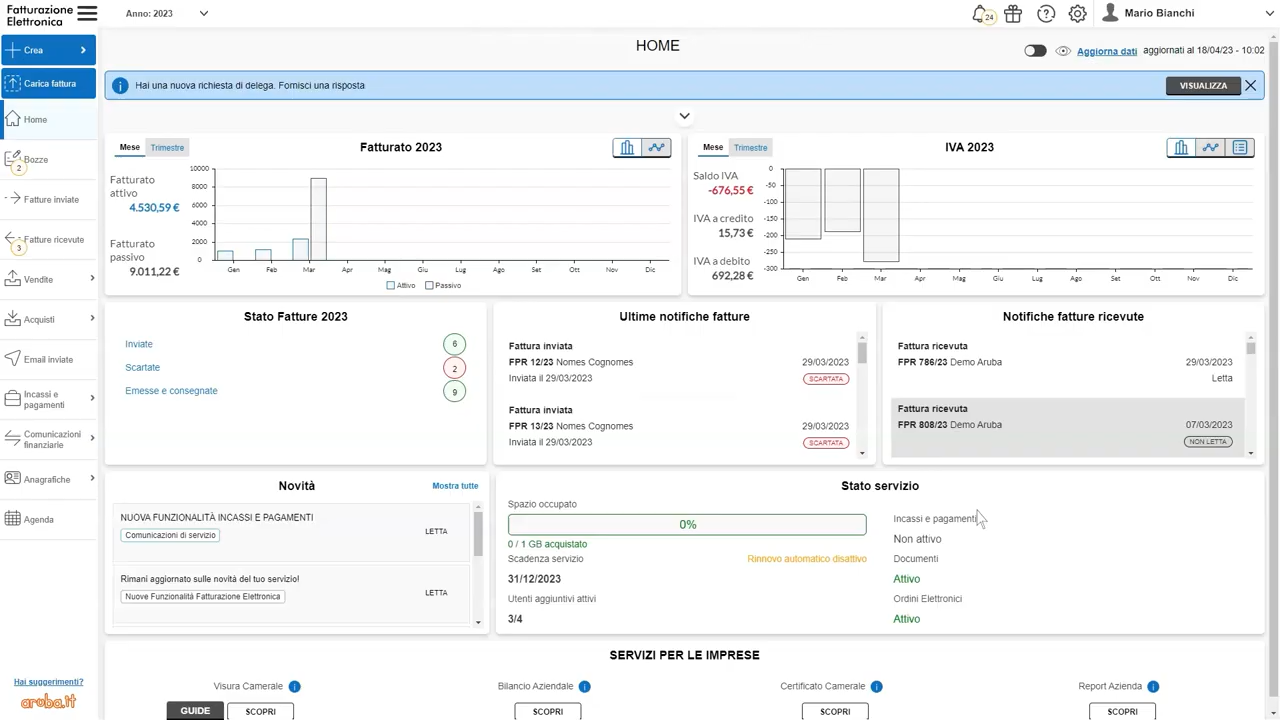 Fatturazione
Elettronica
Anno: 2023
24
Mario Bianchi
Crea
Carica fattura
Home
Bozze
2
Fatture inviate
Fatture ricevute
3
Vendite
Acquisti
Email inviate
Incassi e
pagamenti
Comunicazioni
finanziarie
Anagrafiche
Agenda
Hai suggerimenti?
aruba.it
HOME
Aggiorna dati aggiornati al 18/04/23 - 10:02
Hai una nuova richiesta di delega. Fornisci una risposta
VISUALIZZA
Mese Trimestre
Fatturato 2023
Fatturato
attivo
4.530,59 €
Fatturato
passivo
9.011,22 €
10000
8000
6000
4000
2000
0
Gen Feb Mar Apr Mag Giu Lug Ago Set Ott Nov Dic
Attivo Passivo
Mese Trimestre
IVA 2023
Saldo IVA
-676,55 €
IVA a credito
15,73 €
IVA a debito
692,28 €
0
-50
-100
-150
-200
-250
-300
Gen Feb Mar Apr Mag Giu Lug Ago Set Ott Nov Dic
Stato Fatture 2023
Inviate 6
Scartate 2
Emesse e consegnate 9
Ultime notifiche fatture
Fattura inviata
FPR 12/23 Nomes Cognomes 29/03/2023
Inviata il 29/03/2023 SCARTATA
Fattura inviata
FPR 13/23 Nomes Cognomes 29/03/2023
Inviata il 29/03/2023 SCARTATA
Notifiche fatture ricevute
Fattura ricevuta
FPR 786/23 Demo Aruba 29/03/2023
Letta
Fattura ricevuta
FPR 808/23 Demo Aruba 07/03/2023
NON LETTA
Novità
Mostra tutte
NUOVA FUNZIONALITÀ INCASSI E PAGAMENTI
Comunicazioni di servizio
LETTA
Rimani aggiornato sulle novità del tuo servizio!
Nuove Funzionalità Fatturazione Elettronica
LETTA
Stato servizio
Spazio occupato
0%
0 / 1 GB acquistato
Scadenza servizio Rinnovo automatico disattivo
31/12/2023
Utenti aggiuntivi attivi
3/4
Incassi e pagamenti
Non attivo
Documenti
Attivo
Ordini Elettronici
Attivo
SERVIZI PER LE IMPRESE
Visura Camerale
GUIDE SCOPRI
Bilancio Aziendale
SCOPRI
Certificato Camerale
SCOPRI
Report Azienda
SCOPRI